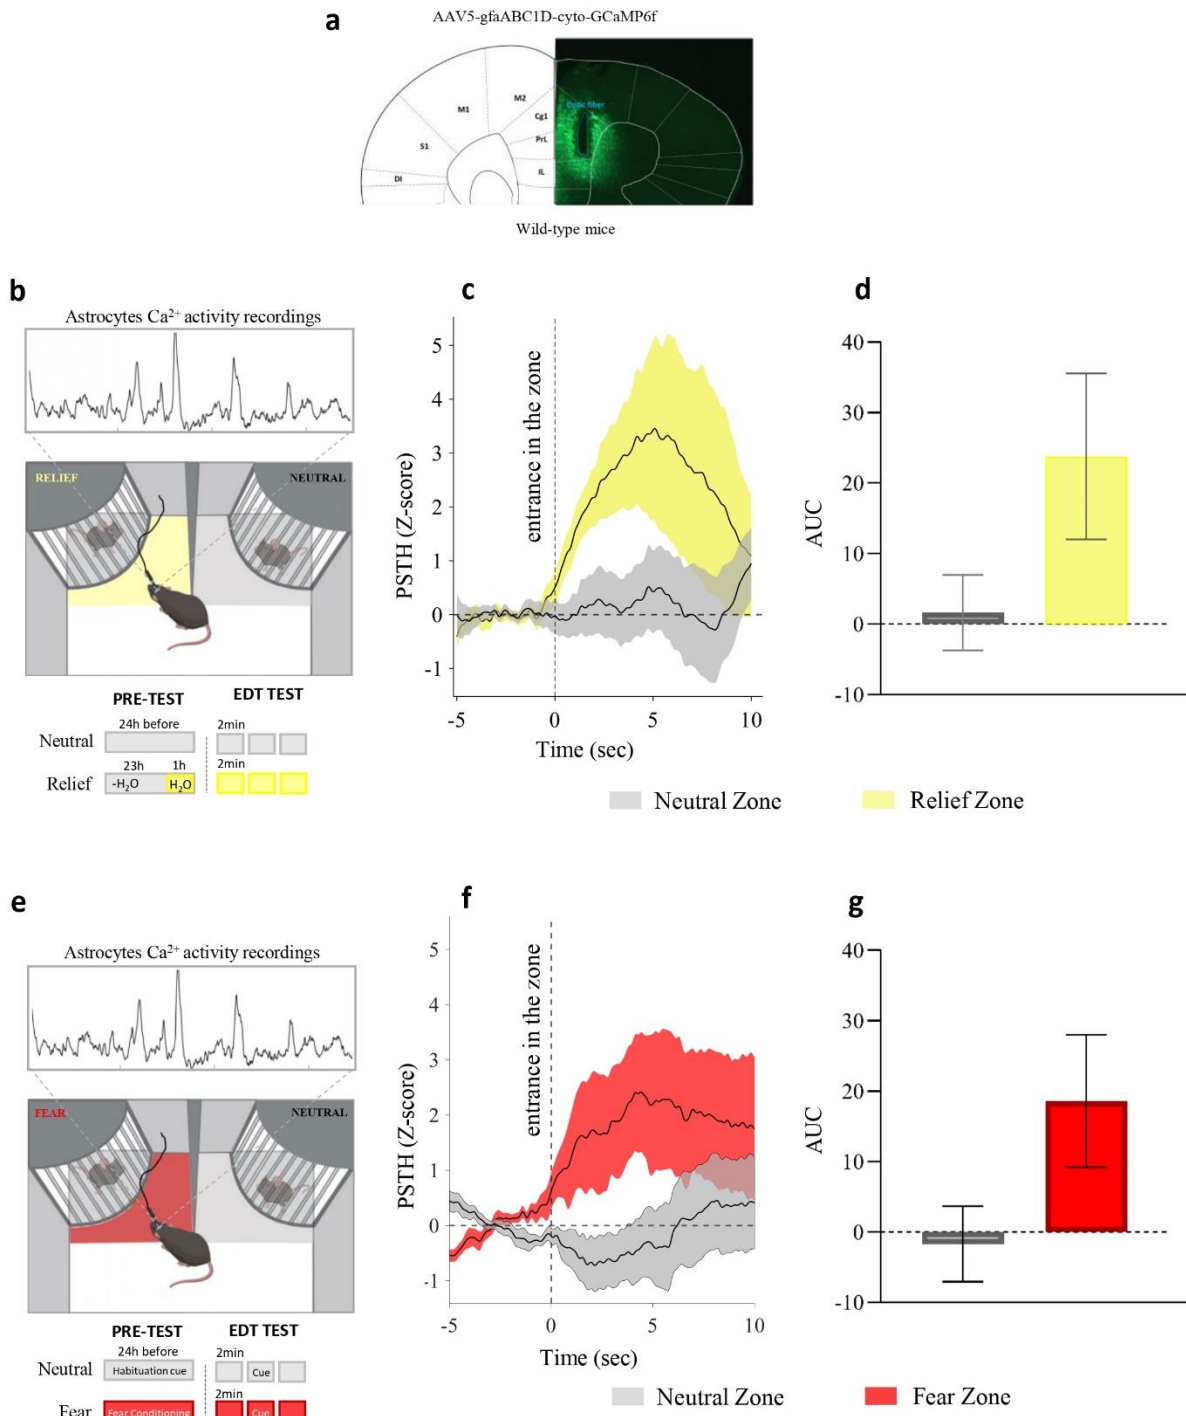 a
AAV5-gfaABC1D-cyto-GCaMP6f
M1
M2
Cg1
PrL
S1
IL
DI
Optic fiber
Wild-type mice
b
Astrocytes Ca²⁺ activity recordings
RELIEF
NEUTRAL
PRE-TEST
EDT TEST
24h before
2min
Neutral
23h
1h
2min
Relief
-H₂O
H₂O
c
5
4
3
2
1
0
-1
PSTH (Z-score)
entrance in the zone
-5
0
5
10
Time (sec)
Neutral Zone
Relief Zone
d
40
30
20
10
0
-10
AUC
e
Astrocytes Ca²⁺ activity recordings
FEAR
NEUTRAL
PRE-TEST
EDT TEST
24h before
2min
Neutral
Habituation cue
Cue
2min
Fear
Fear Conditioning
Cue
f
5
4
3
2
1
0
-1
PSTH (Z-score)
entrance in the zone
-5
0
5
10
Time (sec)
Neutral Zone
Fear Zone
g
40
30
20
10
0
-10
AUC